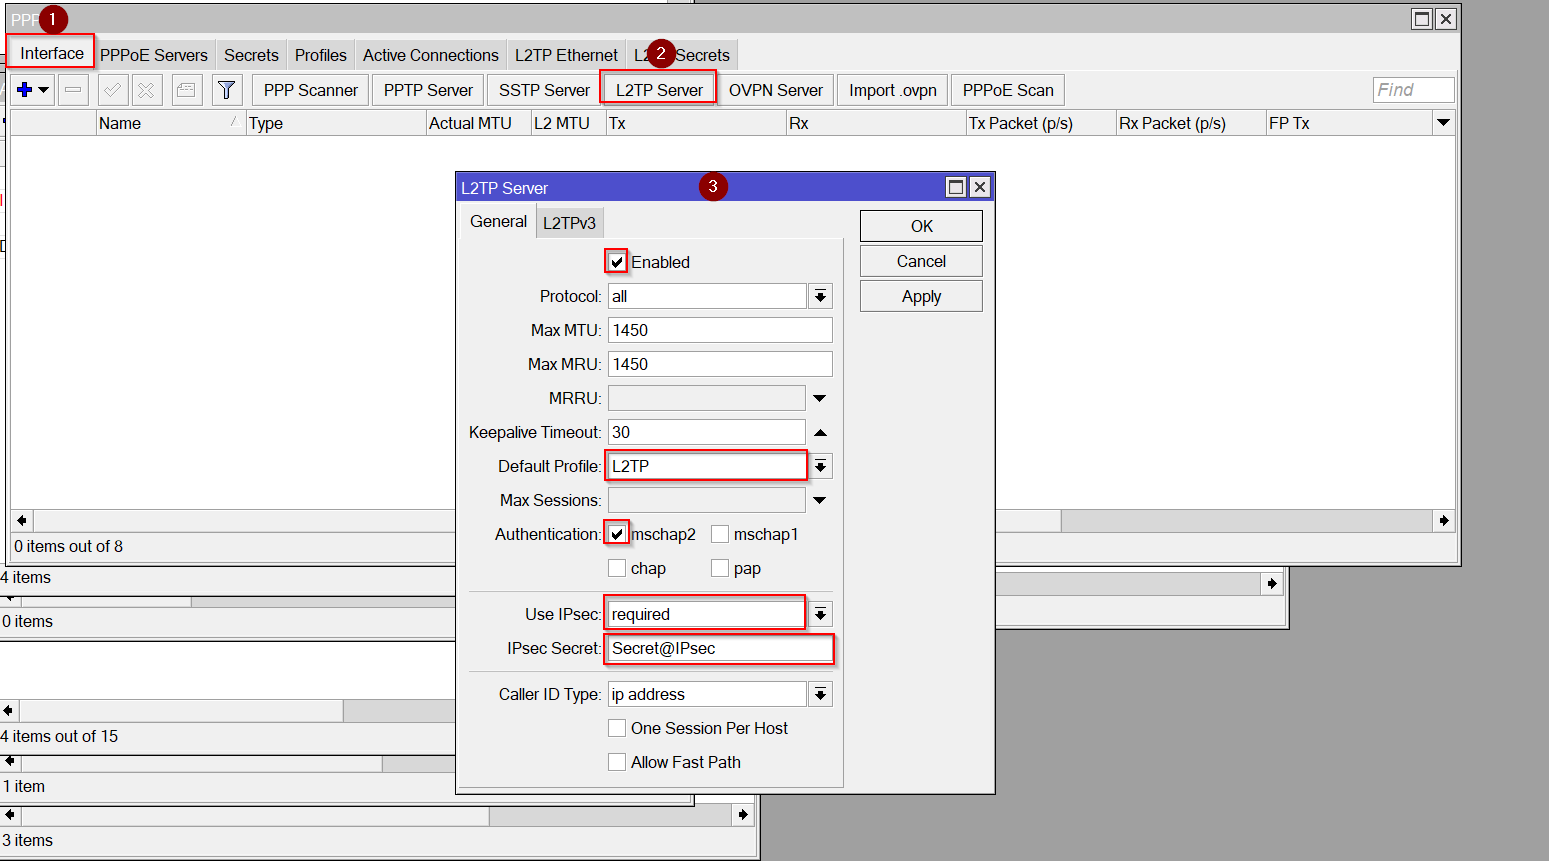 PPP
1
Interface PPPoE Servers Secrets Profiles Active Connections L2TP Ethernet L2 2 Secrets
PPP Scanner PPTP Server SSTP Server L2TP Server OVPN Server Import .ovpn PPPoE Scan Find
Name Type Actual MTU L2 MTU Tx Rx Tx Packet (p/s) Rx Packet (p/s) FP Tx
L2TP Server 3
General L2TPv3
OK
Enabled
Cancel
Protocol: all
Apply
Max MTU: 1450
Max MRU: 1450
MRRU:
Keepalive Timeout: 30
Default Profile: L2TP
Max Sessions:
Authentication: mschap2 mschap1
chap pap
Use IPsec: required
IPsec Secret: Secret@IPsec
Caller ID Type: ip address
One Session Per Host
Allow Fast Path
0 items out of 8
4 items
0 items
4 items out of 15
1 item
3 items